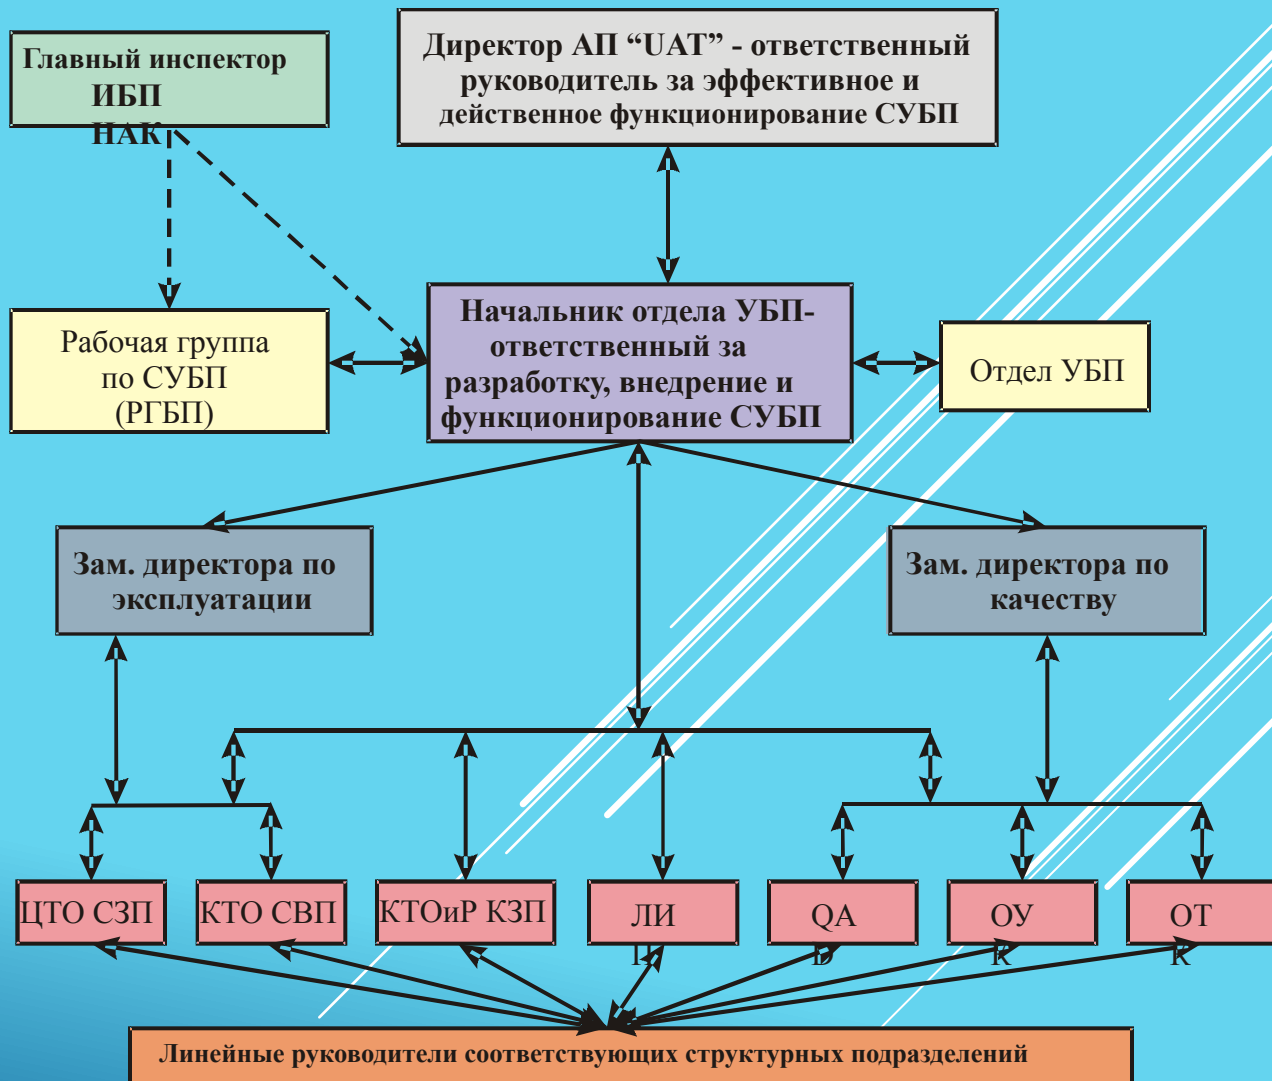 Главный инспектор
ИБП
НАК
Директор АП “UAT” - ответственный
руководитель за эффективное и
действенное функционирование СУБП
Рабочая группа
по СУБП
(РГБП)
Начальник отдела УБП-
ответственный за
разработку, внедрение и
функционирование СУБП
Отдел УБП
Зам. директора по
эксплуатации
Зам. директора по
качеству
ЦТО СЗП
КТО СВП
КТОиР КЗП
ЛИ
QA
D
ОУ
К
ОТ
К
Линейные руководители соответствующих структурных подразделений